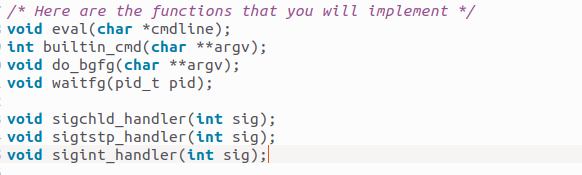 /* Here are the functions that you will implement */
void eval(char *cmdline);
int builtin_cmd(char **argv);
void do_bgfg(char **argv);
void waitfg(pid_t pid);
void sigchld_handler(int sig);
void sigtstp_handler(int sig);
void sigint_handler(int sig);